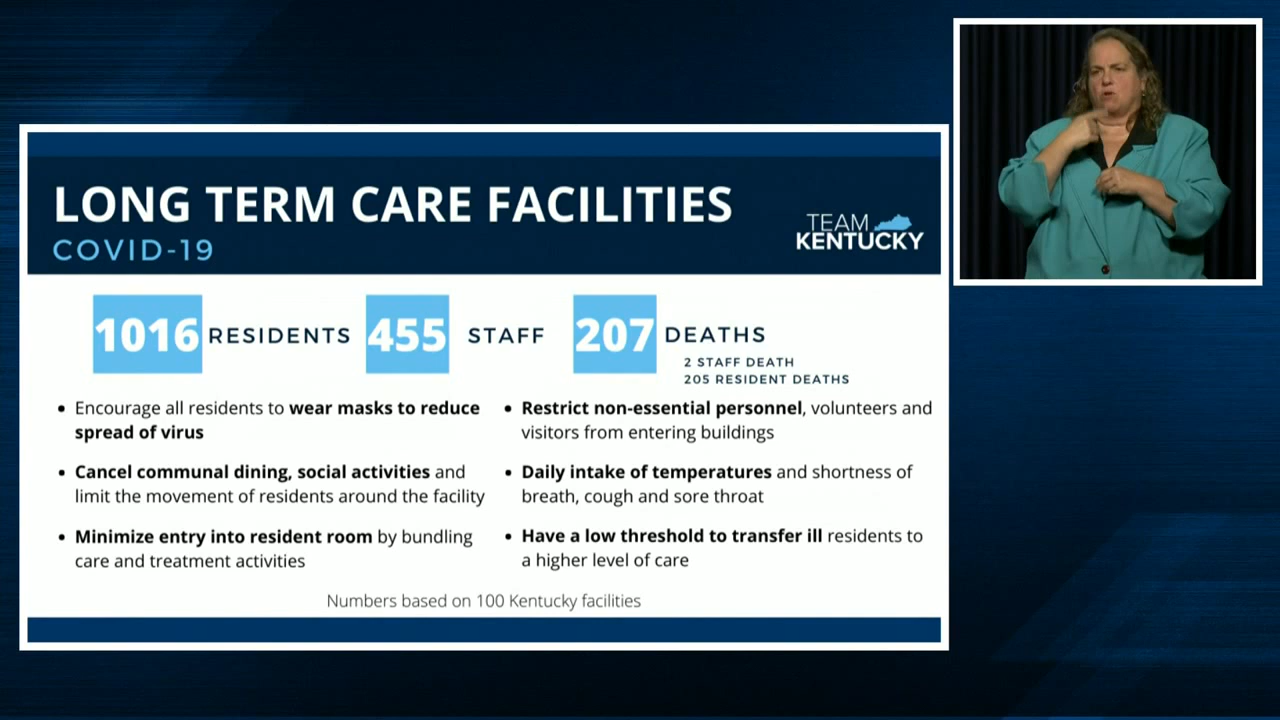 LONG TERM CARE FACILITIES
COVID-19
TEAM
KENTUCKY
1016 RESIDENTS 455 STAFF 207 DEATHS
2 STAFF DEATH
205 RESIDENT DEATHS
• Encourage all residents to wear masks to reduce
spread of virus
• Cancel communal dining, social activities and
limit the movement of residents around the facility
• Minimize entry into resident room by bundling
care and treatment activities
• Restrict non-essential personnel, volunteers and
visitors from entering buildings
• Daily intake of temperatures and shortness of
breath, cough and sore throat
• Have a low threshold to transfer ill residents to
a higher level of care
Numbers based on 100 Kentucky facilities